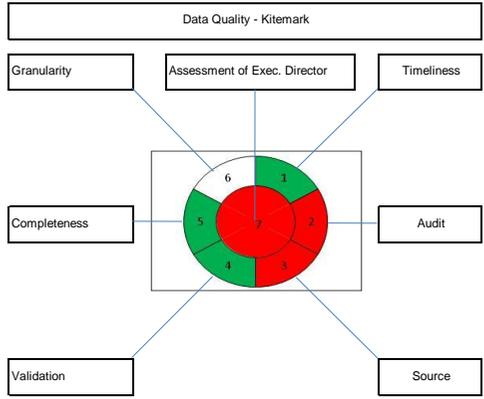 Data Quality - Kitemark
Granularity
Assessment of Exec. Director
Timeliness
6
1
Completeness
5
7
2
Audit
4
3
Validation
Source